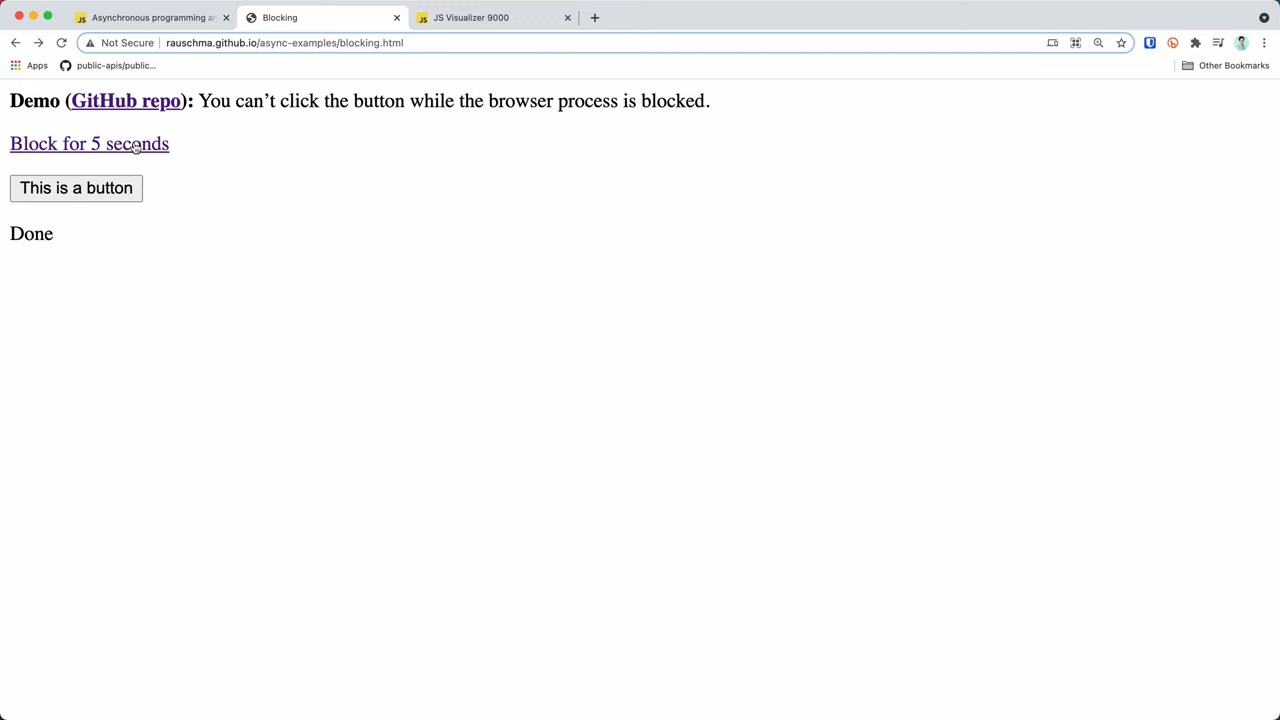 Asynchronous programming a
Blocking
JS Visualizer 9000
Not Secure
rauschma.github.io/async-examples/blocking.html
Apps
public-apis/public...
Other Bookmarks
Demo (GitHub repo): You can’t click the button while the browser process is blocked.
Block for 5 seconds
This is a button
Done